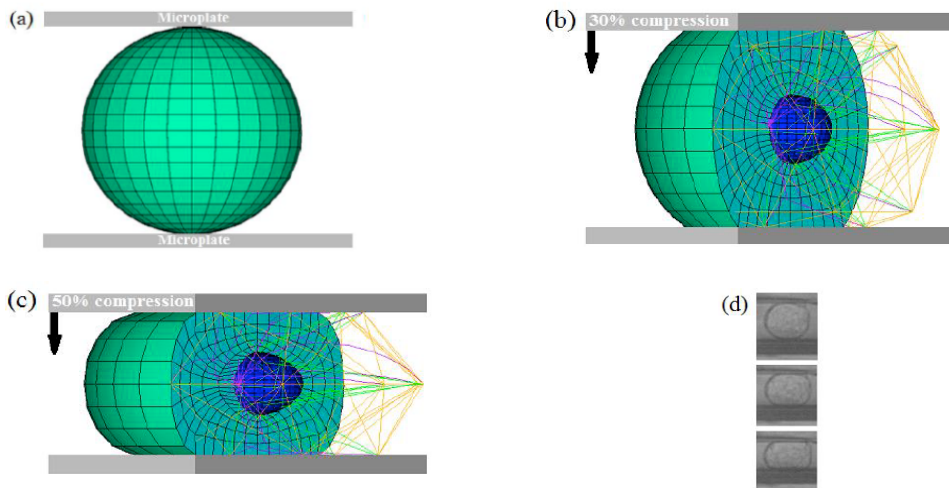 (a)
Microplate
Microplate
(b)
30% compression
(c)
50% compression
(d)